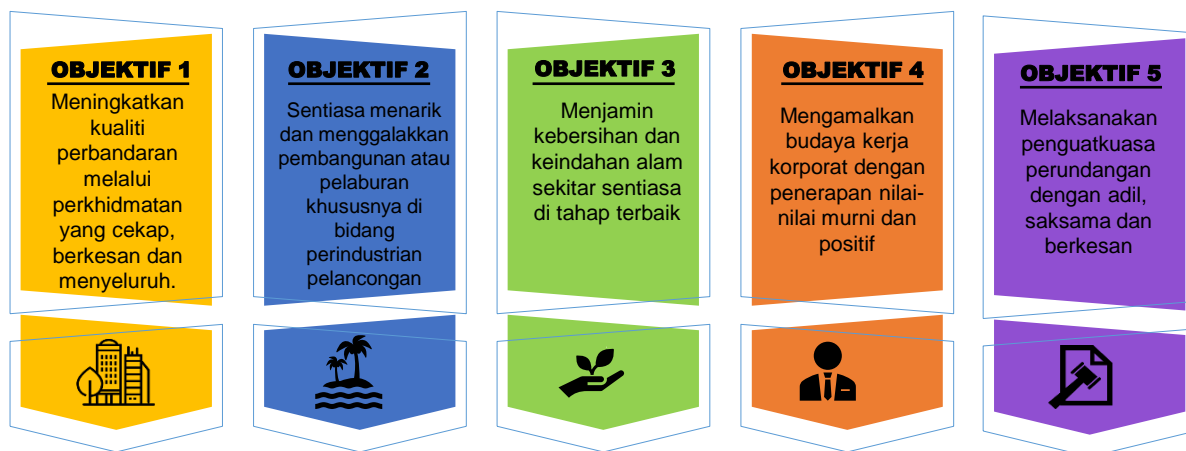 OBJEKTIF 1
Meningkatkan
kualiti
perbandaran
melalui
perkhidmatan
yang cekap,
berkesan dan
menyeluruh.
OBJEKTIF 2
Sentiasa menarik
dan menggalakkan
pembangunan atau
pelaburan
khususnya di
bidang
perindustrian
pelancongan
OBJEKTIF 3
Menjamin
kebersihan dan
keindahan alam
sekitar sentiasa
di tahap terbaik
OBJEKTIF 4
Mengamalkan
budaya kerja
korporat dengan
penerapan nilai-
nilai murni dan
positif
OBJEKTIF 5
Melaksanakan
penguatkuasa
perundangan
dengan adil,
saksama dan
berkesan